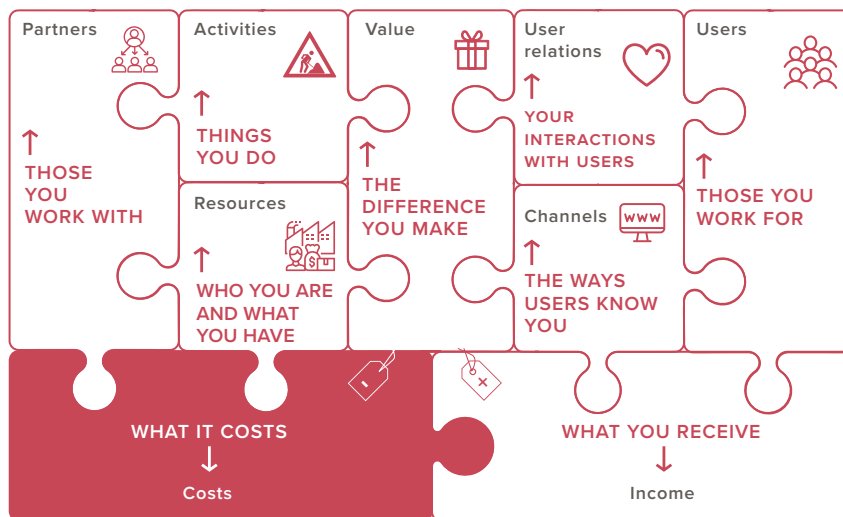 Partners
THOSE
YOU
WORK WITH
Activities
THINGS
YOU DO
Resources
WHO YOU ARE
AND WHAT
YOU HAVE
Value
THE
DIFFERENCE
YOU MAKE
User
relations
YOUR
INTERACTIONS
WITH USERS
Channels
www
THE WAYS
USERS KNOW
YOU
Users
THOSE YOU
WORK FOR
-
+
WHAT IT COSTS
Costs
WHAT YOU RECEIVE
Income